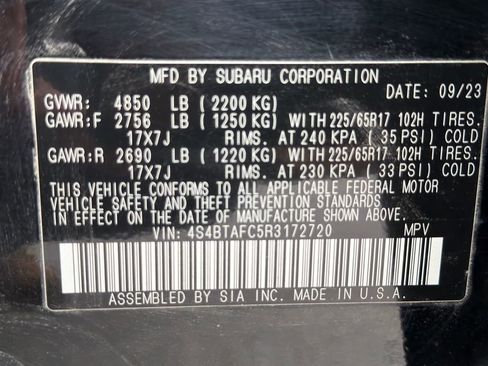 MFD BY SUBARU CORPORATION
DATE: 09/23
GVWR: 4850 LB (2200 KG)
GAWR:F 2756 LB (1250 KG) WITH 225/65R17 102H TIRES.
17X7J RIMS. AT 240 KPA (35 PSI) COLD
GAWR:R 2690 LB (1220 KG) WITH 225/65R17 102H TIRES.
17X7J RIMS. AT 230 KPA (33 PSI) COLD
THIS VEHICLE CONFORMS TO ALL APPLICABLE FEDERAL MOTOR
VEHICLE SAFETY AND THEFT PREVENTION STANDARDS
IN EFFECT ON THE DATE OF MANUFACTURE SHOWN ABOVE.
VIN: 4S4BTAFC5R3172720 MPV
ASSEMBLED BY SIA INC. MADE IN U.S.A.